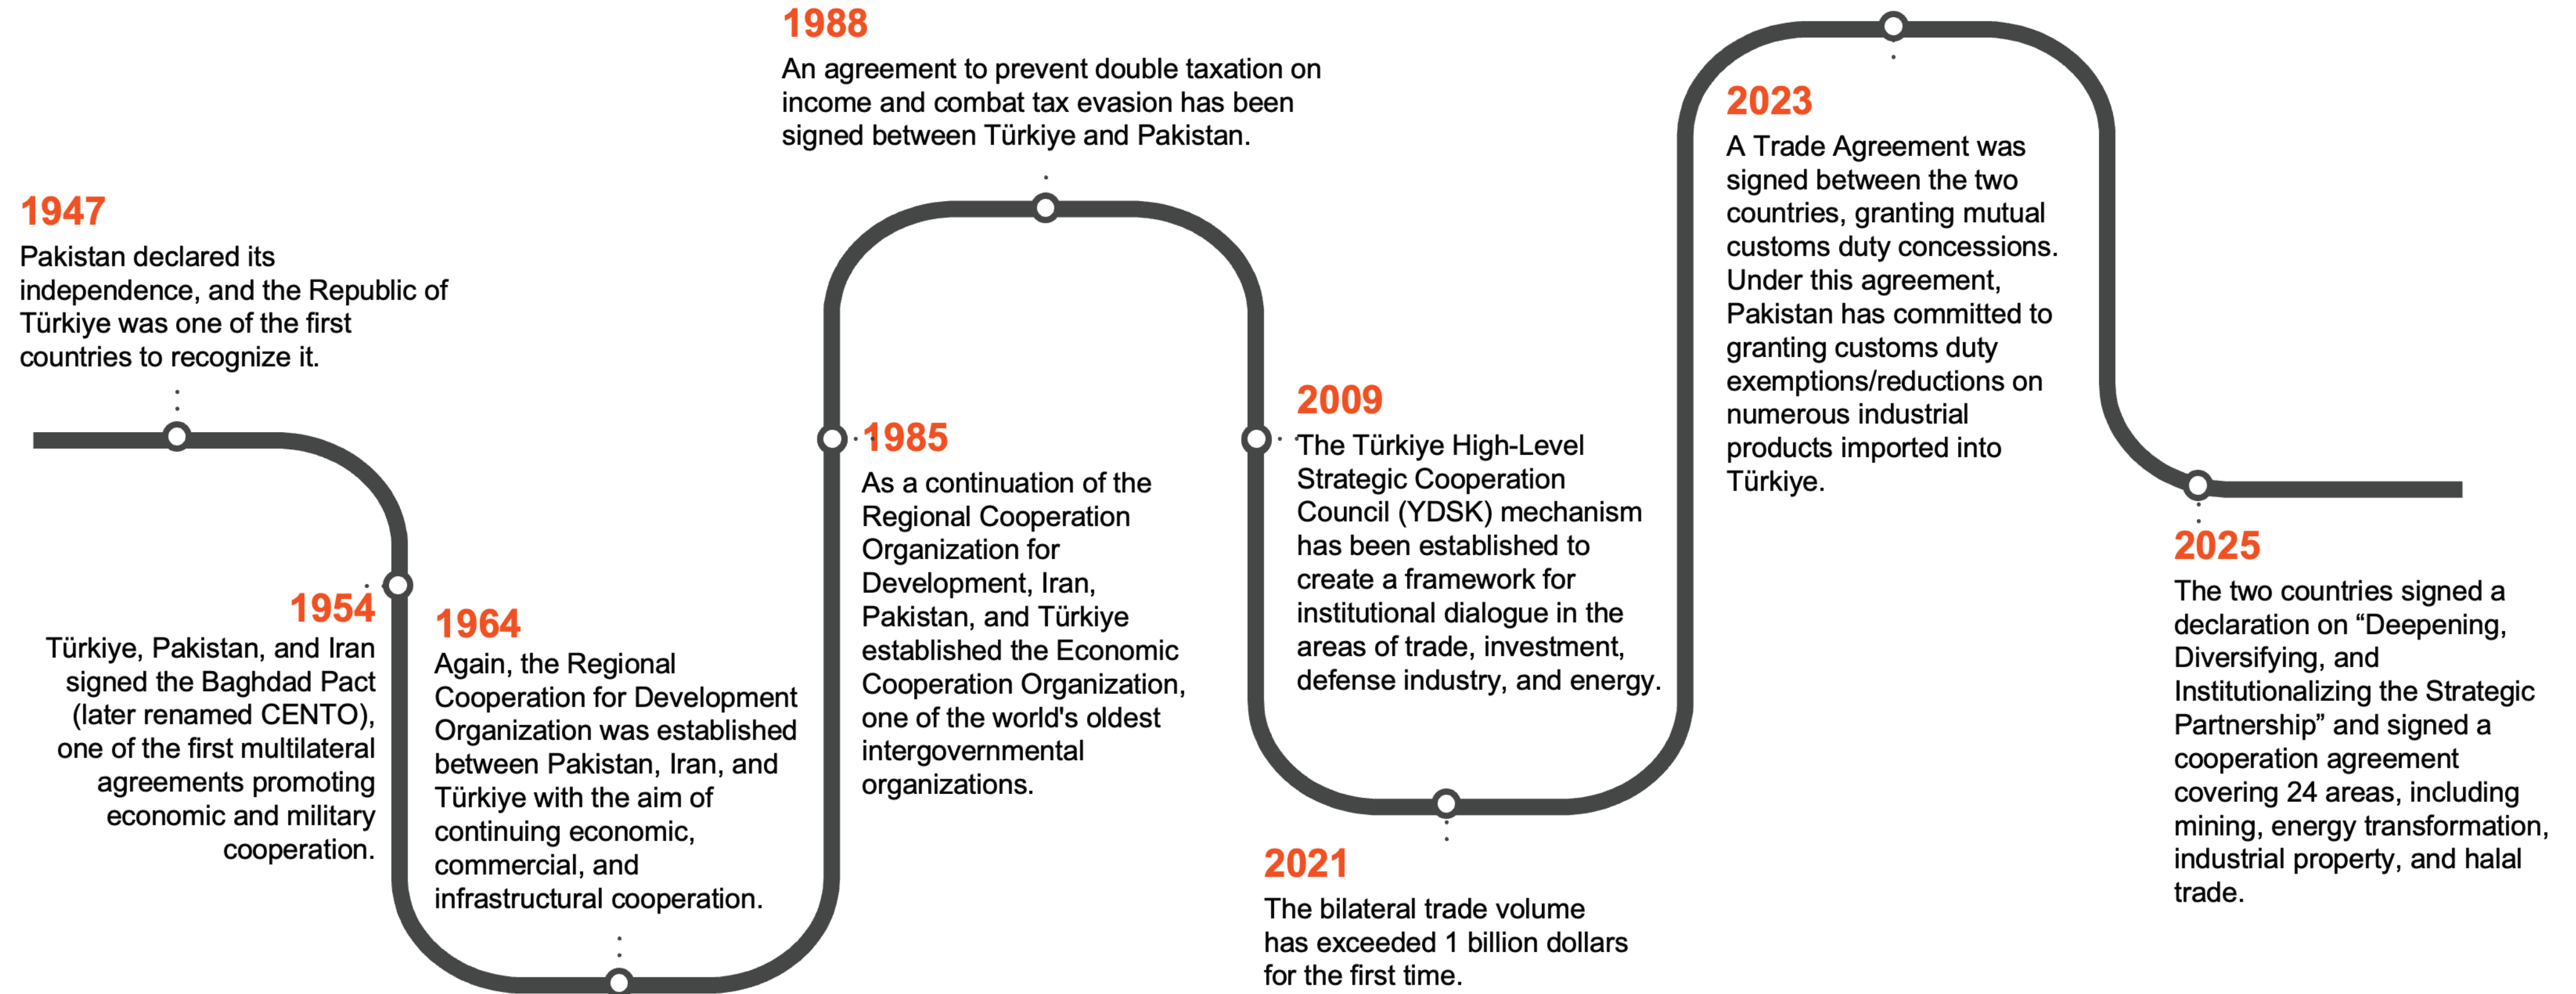 1947
Pakistan declared its
independence, and the Republic of
Türkiye was one of the first
countries to recognize it.
1954
Türkiye, Pakistan, and Iran
signed the Baghdad Pact
(later renamed CENTO),
one of the first multilateral
agreements promoting
economic and military
cooperation.
1964
Again, the Regional
Cooperation for Development
Organization was established
between Pakistan, Iran, and
Türkiye with the aim of
continuing economic,
commercial, and
infrastructural cooperation.
1985
As a continuation of the
Regional Cooperation
Organization for
Development, Iran,
Pakistan, and Türkiye
established the Economic
Cooperation Organization,
one of the world's oldest
intergovernmental
organizations.
1988
An agreement to prevent double taxation on
income and combat tax evasion has been
signed between Türkiye and Pakistan.
2009
The Türkiye High-Level
Strategic Cooperation
Council (YDSK) mechanism
has been established to
create a framework for
institutional dialogue in the
areas of trade, investment,
defense industry, and energy.
2021
The bilateral trade volume
has exceeded 1 billion dollars
for the first time.
2023
A Trade Agreement was
signed between the two
countries, granting mutual
customs duty concessions.
Under this agreement,
Pakistan has committed to
granting customs duty
exemptions/reductions on
numerous industrial
products imported into
Türkiye.
2025
The two countries signed a
declaration on “Deepening,
Diversifying, and
Institutionalizing the Strategic
Partnership” and signed a
cooperation agreement
covering 24 areas, including
mining, energy transformation,
industrial property, and halal
trade.